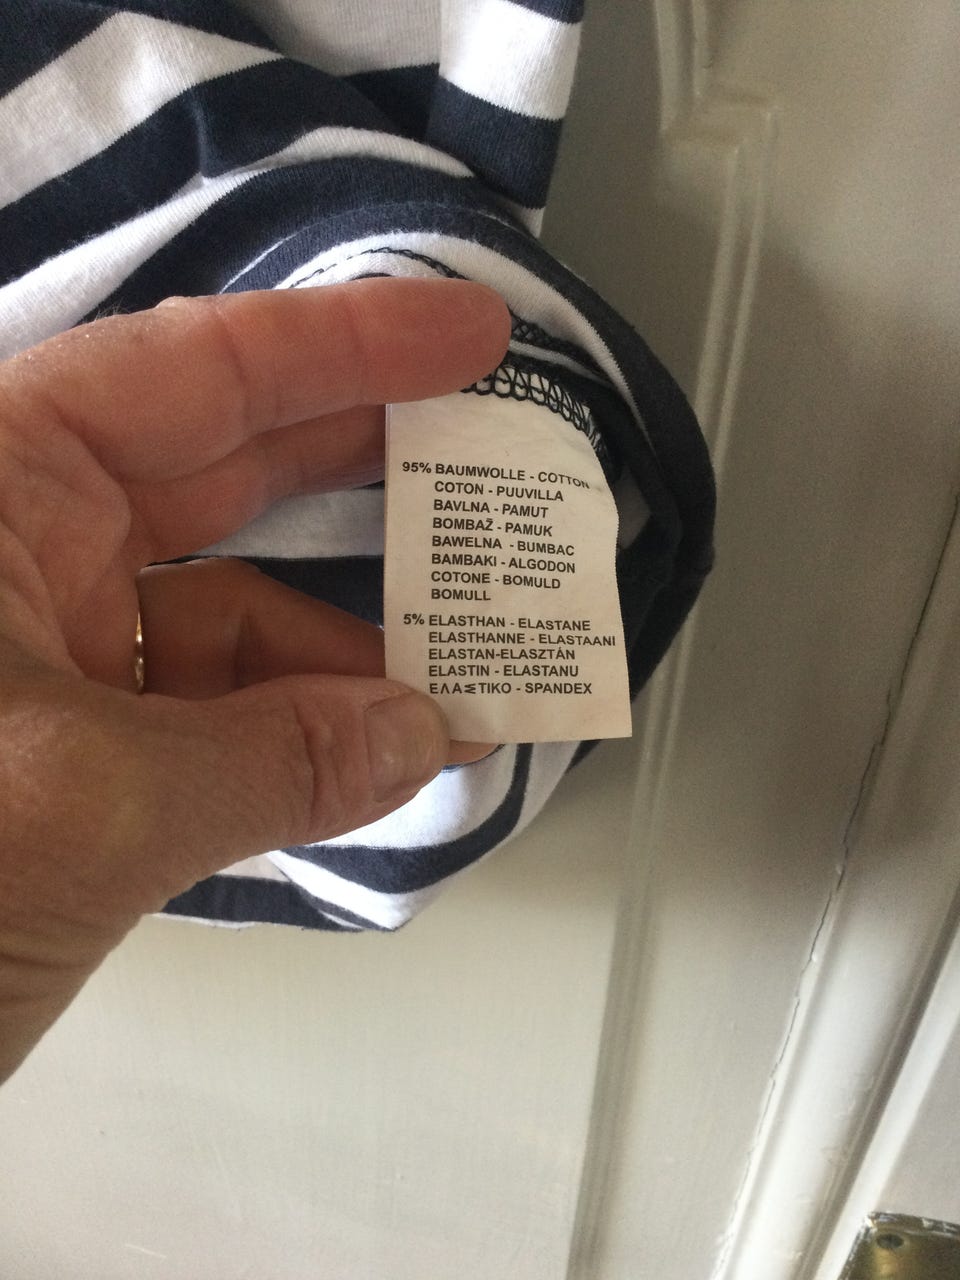 95% BAUMWOLLE - COTTON
COTON - PUUVILLA
BAVLNA - PAMUT
BOMBAŽ - PAMUK
BAWELNA - BUMBAC
BAMBAKI - ALGODON
COTONE - BOMULD
BOMULL
5% ELASTHAN - ELASTANE
ELASTHANNE - ELASTAANI
ELASTAN-ELASZTÁN
ELASTIN - ELASTANU
ΕΛΑΣΤΙΚΟ - SPANDEX